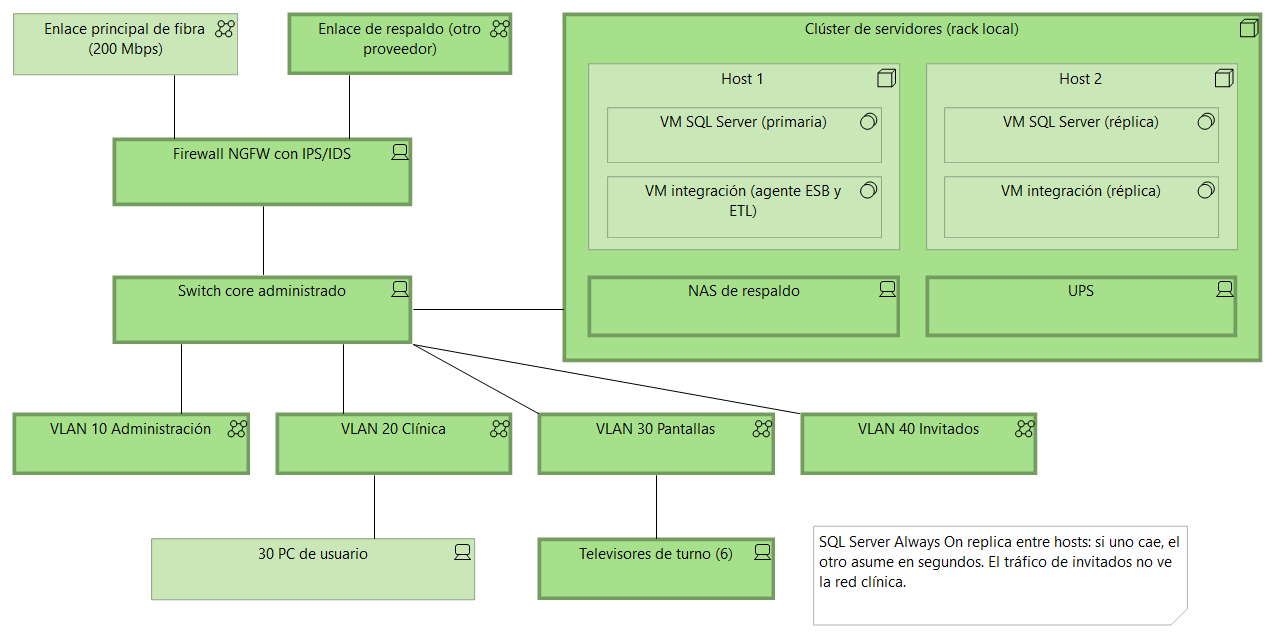 Enlace principal de fibra
(200 Mbps)
Enlace de respaldo (otro
proveedor)
Clúster de servidores (rack local)
Host 1
Host 2
VM SQL Server (primaria)
VM SQL Server (réplica)
Firewall NGFW con IPS/IDS
VM integración (agente ESB y
ETL)
VM integración (réplica)
Switch core administrado
NAS de respaldo
UPS
VLAN 10 Administración
VLAN 20 Clínica
VLAN 30 Pantallas
VLAN 40 Invitados
30 PC de usuario
Televisores de turno (6)
SQL Server Always On replica entre hosts: si uno cae, el
otro asume en segundos. El tráfico de invitados no ve
la red clínica.